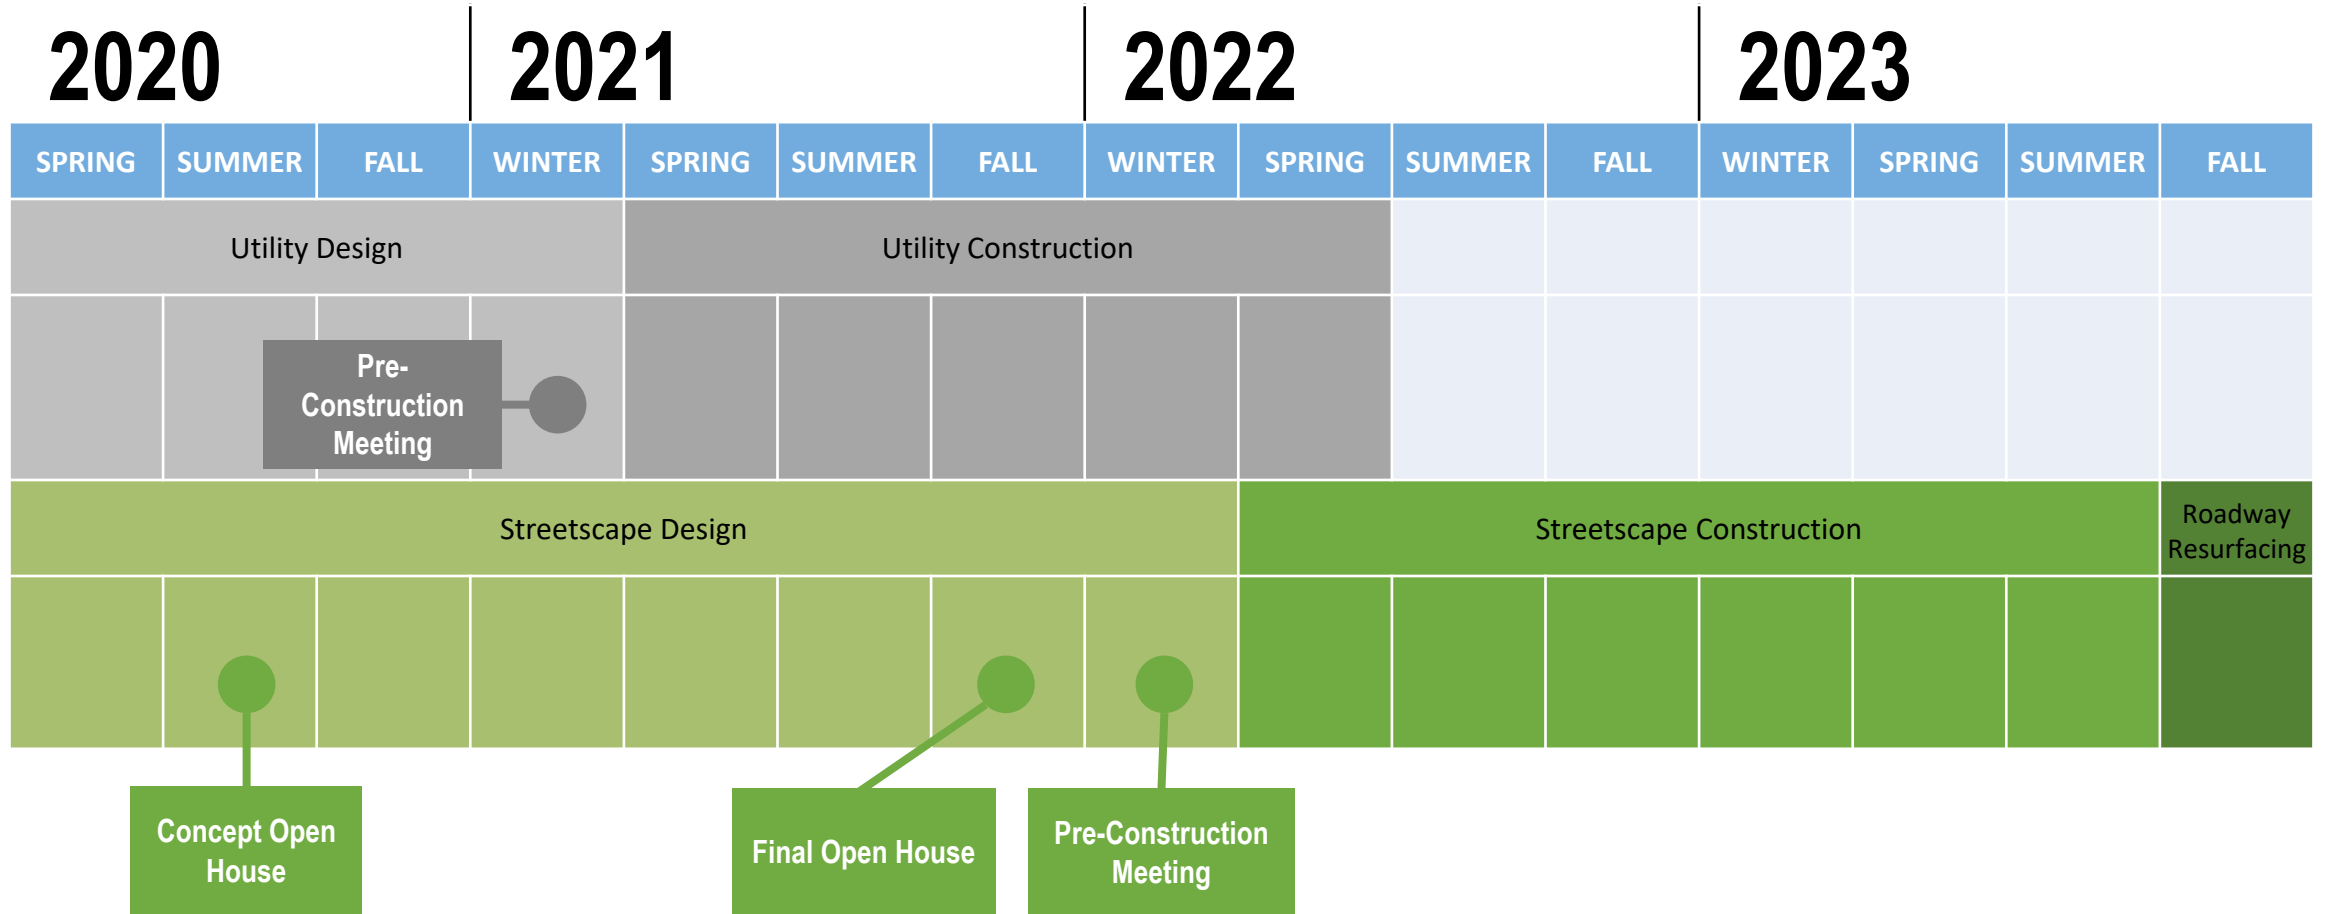 2020 2021 2022 2023
SPRING SUMMER FALL WINTER SPRING SUMMER FALL WINTER SPRING SUMMER FALL WINTER SPRING SUMMER FALL
Utility Design Utility Construction
Pre-
Construction
Meeting
Streetscape Design Streetscape Construction
Roadway
Resurfacing
Concept Open
House
Final Open House
Pre-Construction
Meeting